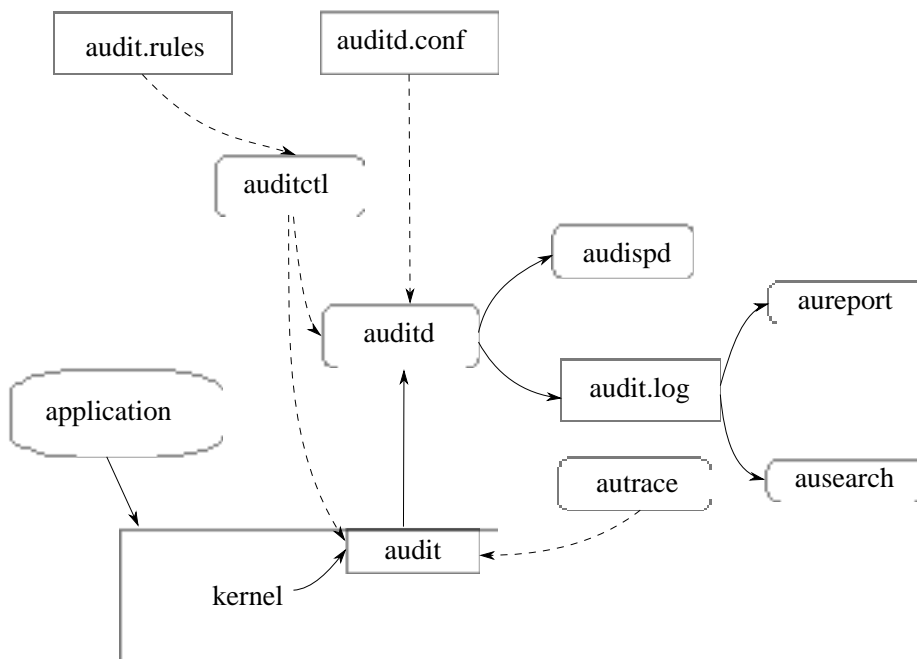 audit.rules
auditd.conf
auditctl
audispd
aureport
auditd
audit.log
application
autrace
ausearch
audit
kernel